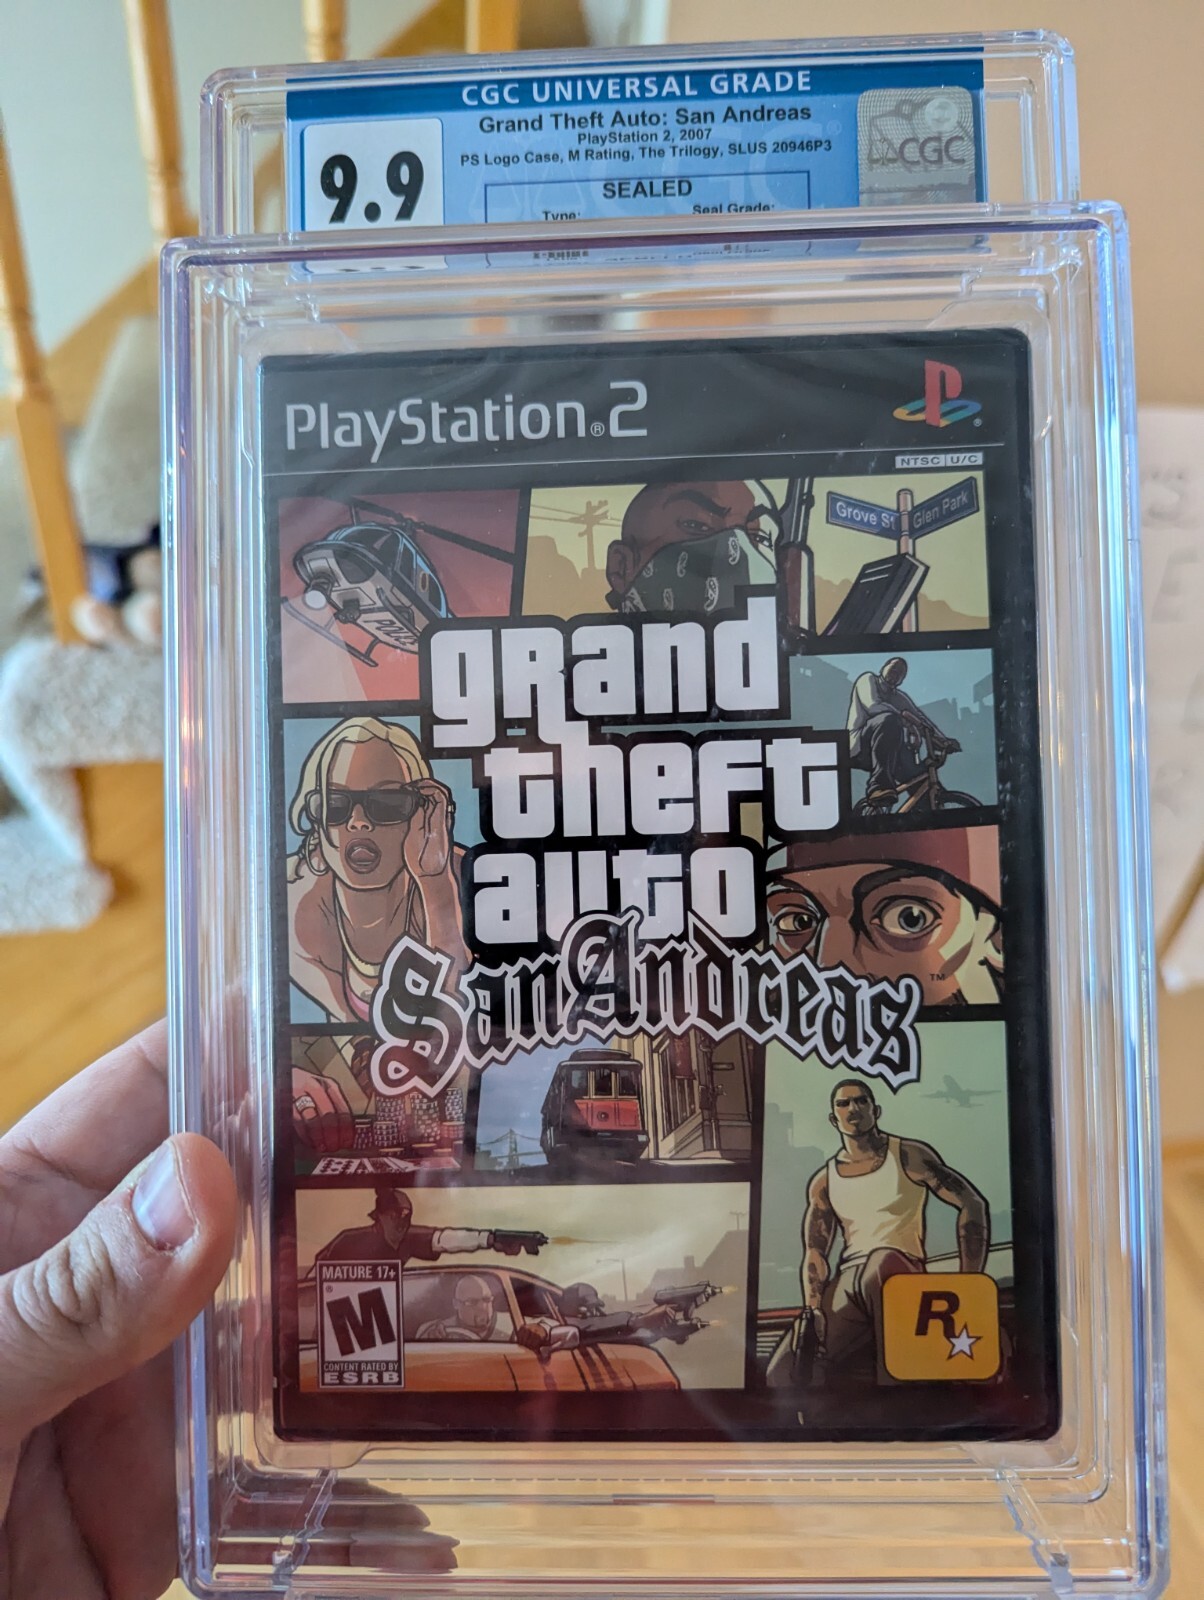 CGC UNIVERSAL GRADE
Grand Theft Auto: San Andreas
PlayStation 2, 2007
PS Logo Case, M Rating, The Trilogy, SLUS 20946P3
9.9
CGC
SEALED
Type:
Seal Grade:
PlayStation®2
NTSC U/C
Grove St
Glen Park
POLICE
grand
theft
auto
San Andreas
™
MATURE 17+
M
CONTENT RATED BY
ESRB
R